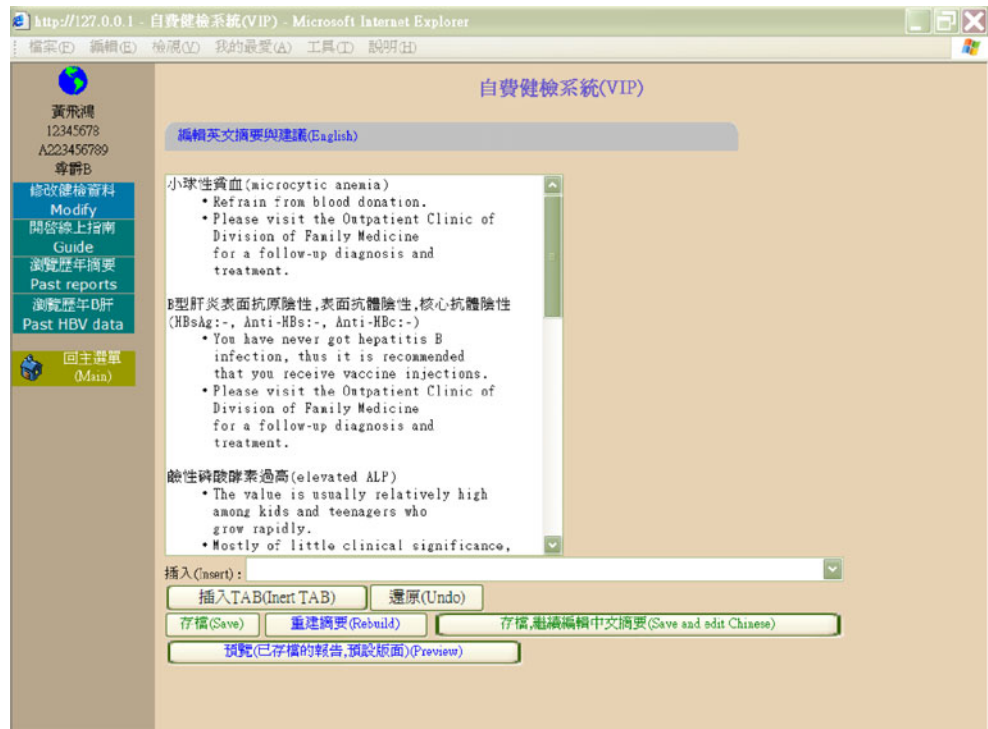 http://127.0.0.1 - 自費健檢系統(VIP) - Microsoft Internet Explorer
檔案(F) 編輯(E) 檢視(V) 我的最愛(A) 工具(T) 說明(H)
黃飛鴻
12345678
A223456789
尊爵B
修改健檢資料
Modify
開啟線上指南
Guide
瀏覽歷年摘要
Past reports
瀏覽歷年B肝
Past HBV data
回主選單
(Main)
自費健檢系統(VIP)
編輯英文摘要與建議(English)
小球性貧血(microcytic anemia)
• Refrain from blood donation.
• Please visit the Outpatient Clinic of
Division of Family Medicine
for a follow-up diagnosis and
treatment.
B型肝炎表面抗原陰性,表面抗體陰性,核心抗體陰性
(HBsAg:-, Anti-HBs:-, Anti-HBc:-)
• You have never got hepatitis B
infection, thus it is recommended
that you receive vaccine injections.
• Please visit the Outpatient Clinic of
Division of Family Medicine
for a follow-up diagnosis and
treatment.
鹼性磷酸酵素過高(elevated ALP)
• The value is usually relatively high
among kids and teenagers who
grow rapidly.
• Mostly of little clinical significance,
插入(Insert) :
插入TAB(Inert TAB) 還原(Undo)
存檔(Save) 重建摘要(Rebuild) 存檔,繼續編輯中文摘要(Save and edit Chinese)
預覽(已存檔的報告,預設版面)(Preview)